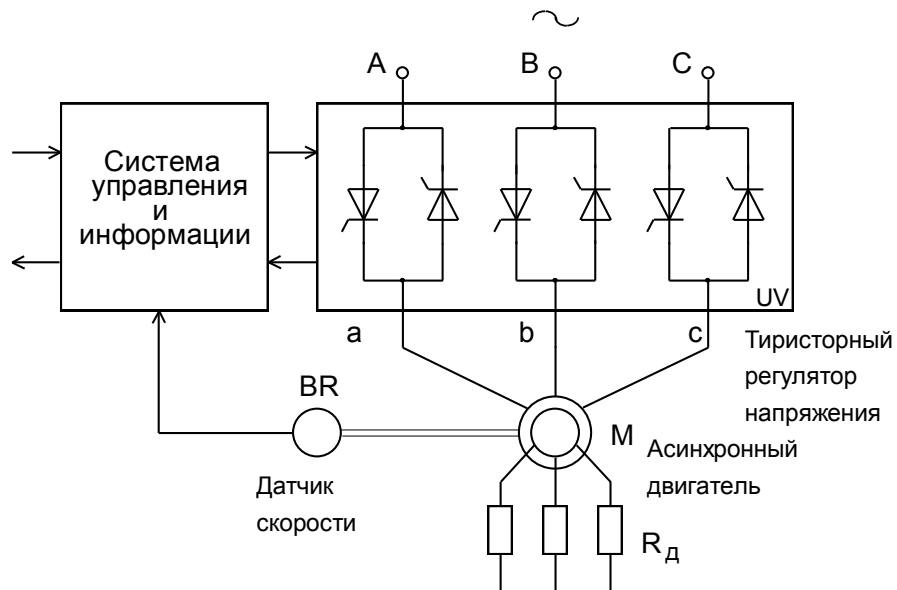 A
B
C
Система
управления
и
информации
UV
a
b
c
Тиристорный
регулятор
напряжения
BR
M
Асинхронный
двигатель
Датчик
скорости
Rд